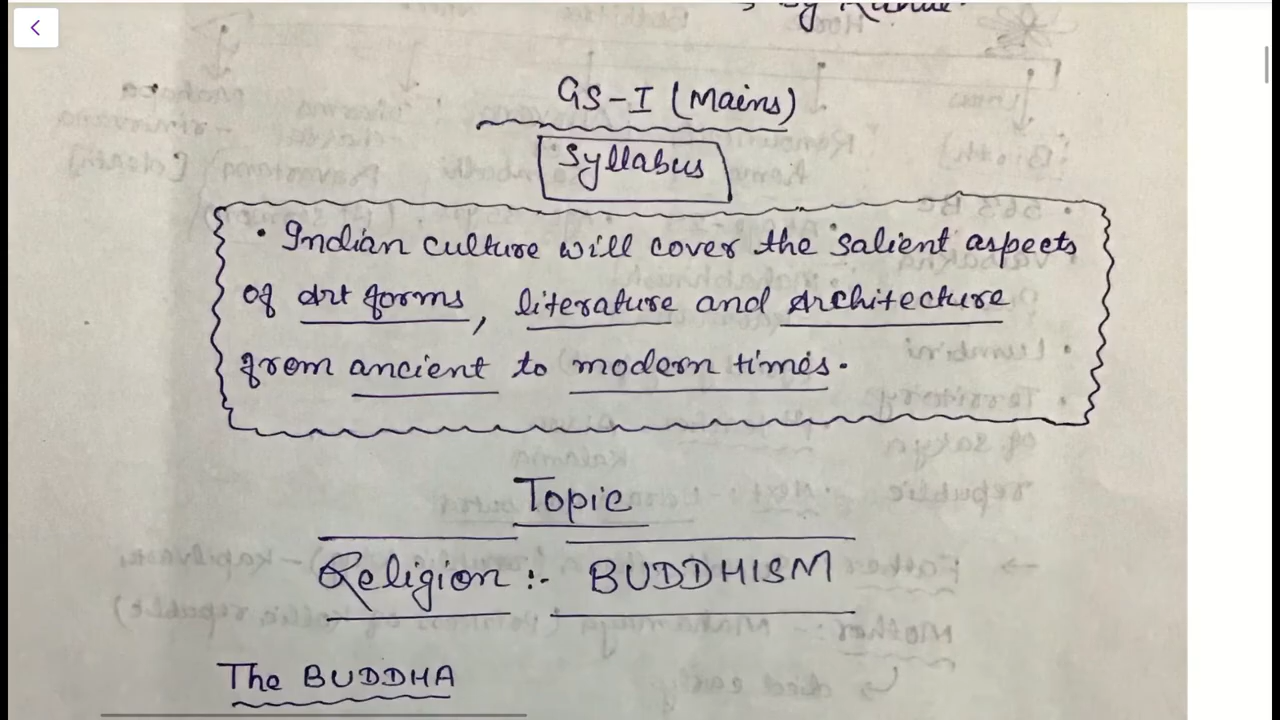 GS-I (Mains)
Syllabus
• Indian culture will cover the salient aspects
of art forms, literature and Architecture
from ancient to modern times.
Topic
Religion :- BUDDHISM
The BUDDHA